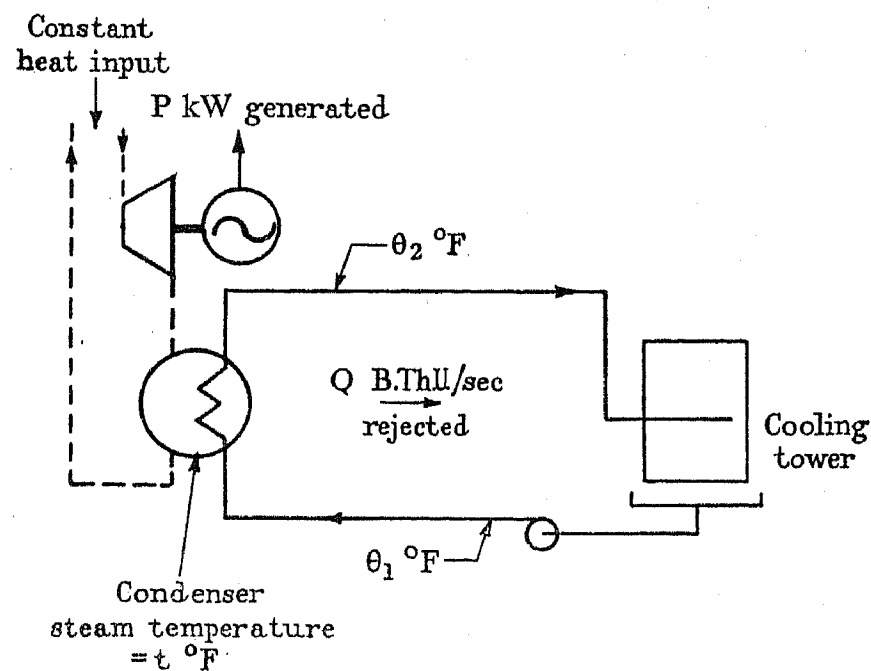 Constant
heat input
P kW generated
θ₂ °F
Q B.ThU/sec
rejected
Cooling
tower
θ₁ °F
Condenser
steam temperature
= t °F